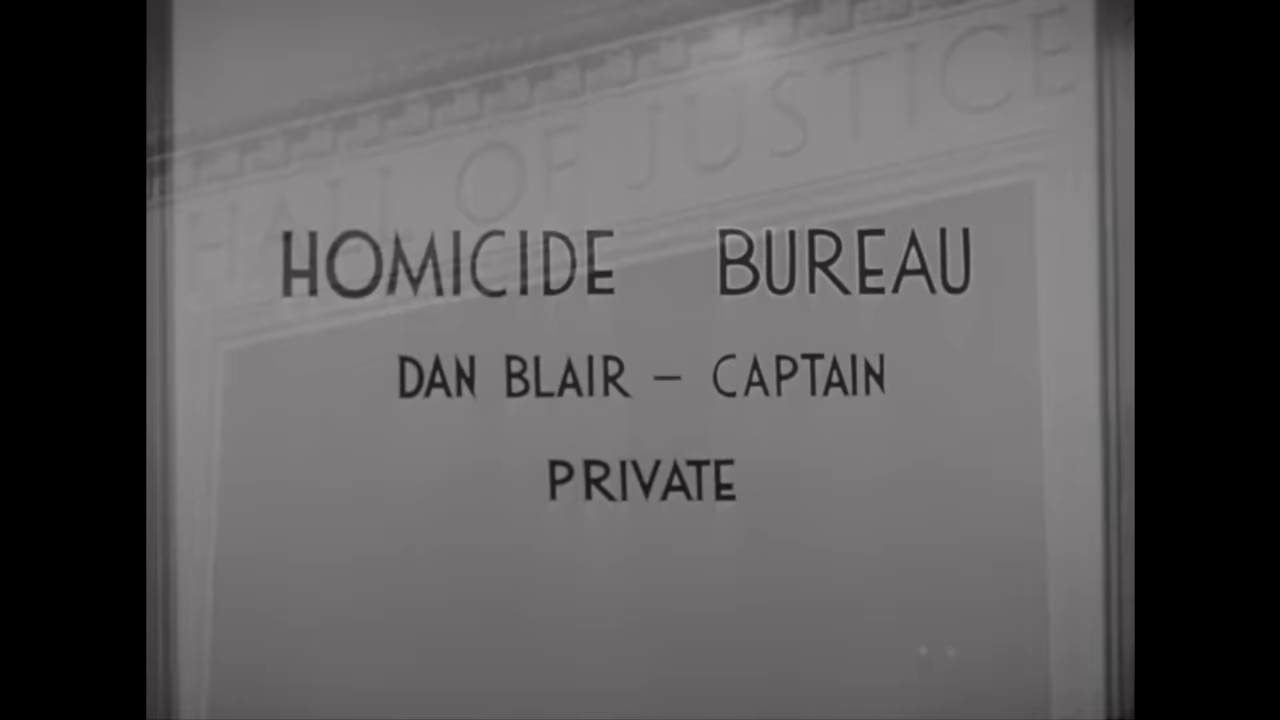 HALL OF JUSTICE
HOMICIDE BUREAU
DAN BLAIR – CAPTAIN
PRIVATE